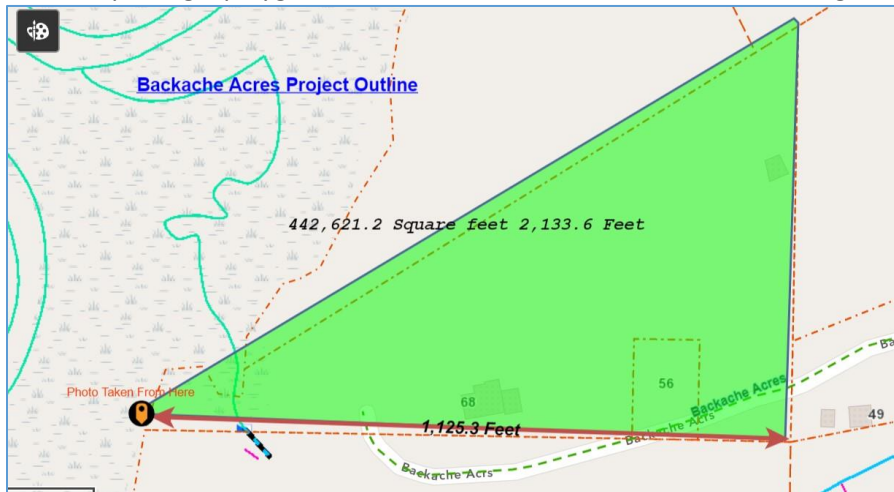 Backache Acres Project Outline
442,621.2 Square feet 2,133.6 Feet
Photo Taken From Here
68
56
Backache Acres
49
1,125.3 Feet
Backache Acrs
Backache Acrs
Ba